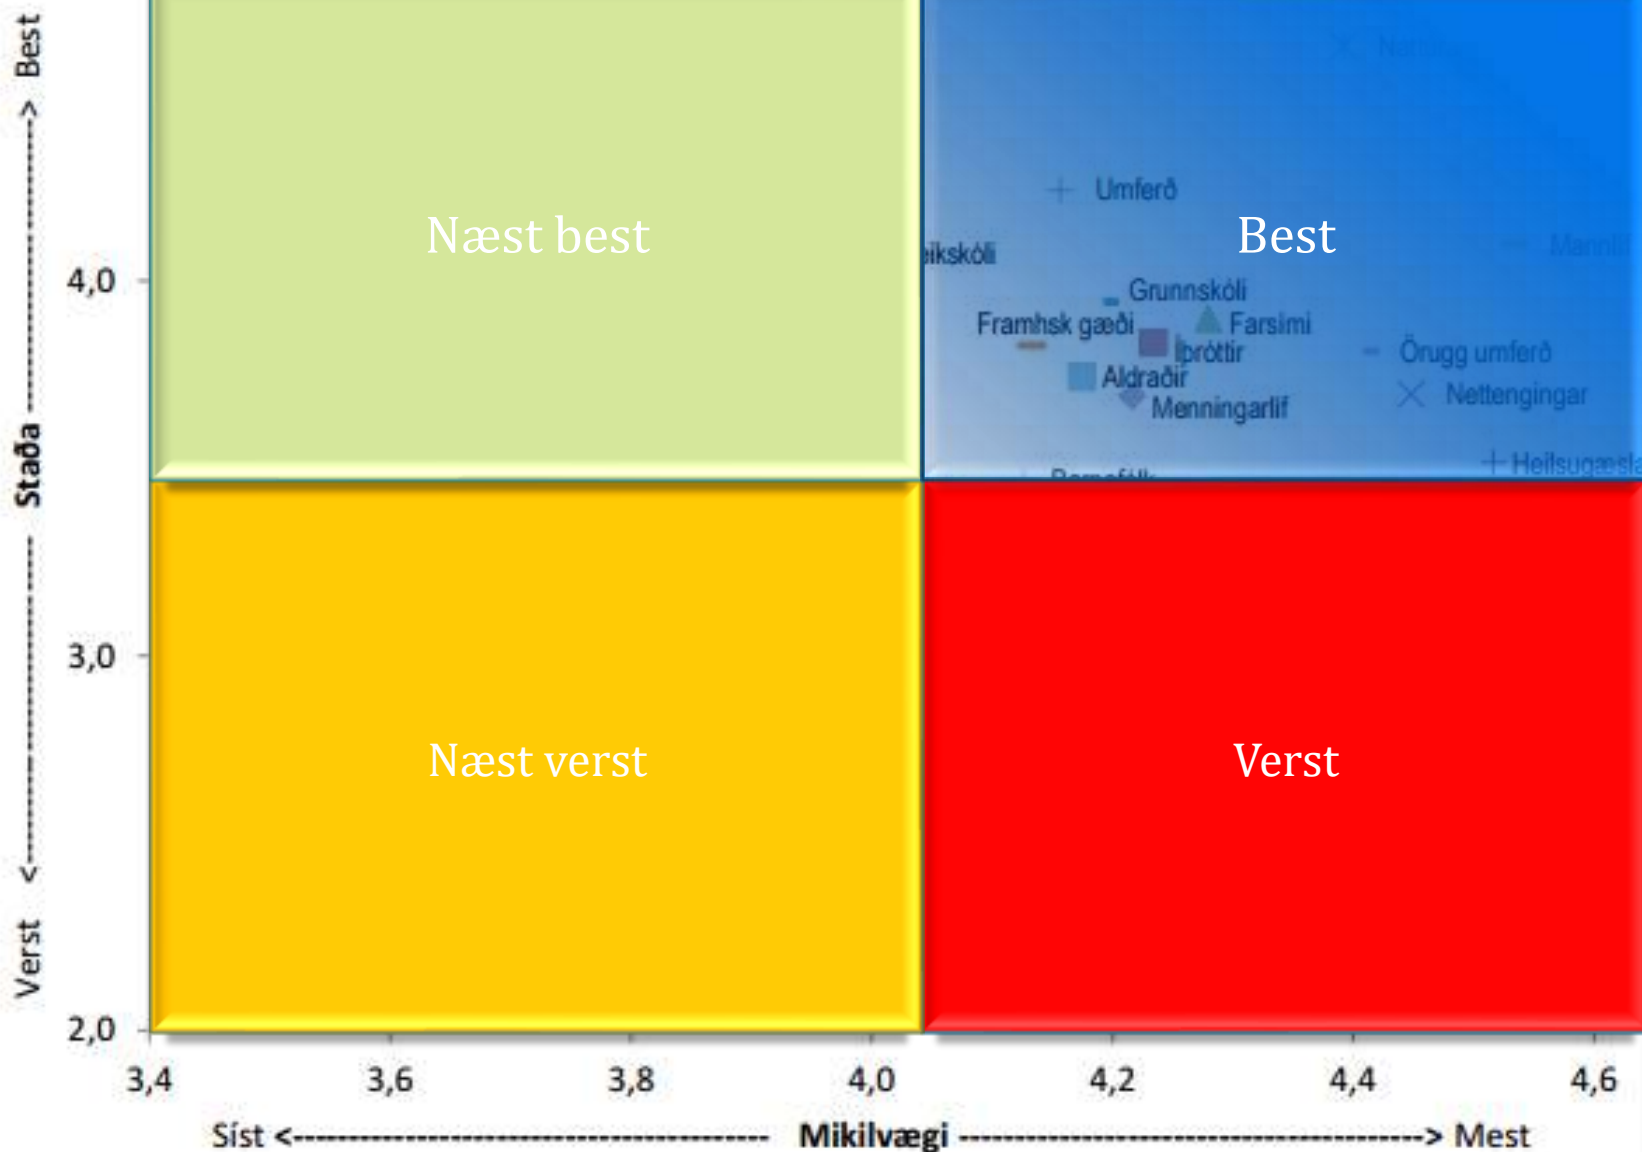 Best
Staða
Verst
4,0
3,0
2,0
Næst best
Best
Umferð
eikskóli
Grunnskóli
Framhsk gæði
Farsími
Íþróttir
Örugg umferð
Aldraðir
Nettengingar
Menningarlíf
Heilsugæsla
Næst verst
Verst
3,4 3,6 3,8 4,0 4,2 4,4 4,6
Síst <-------------------------------------------- Mikilvægi --------------------------------------------> Mest